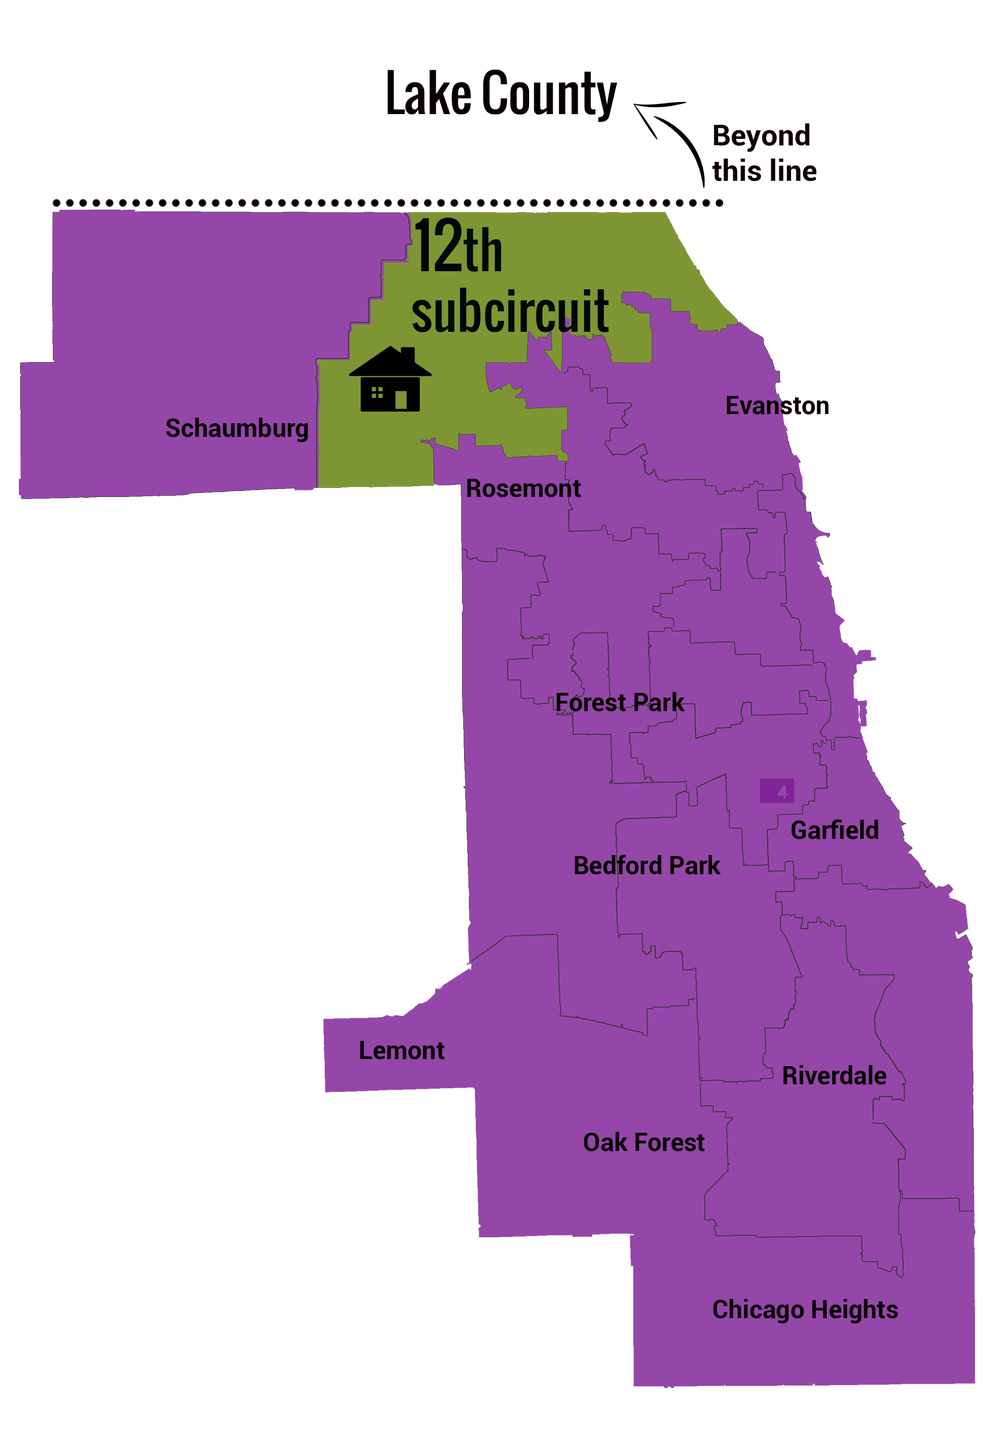 Lake County
Beyond
this line
12th
subcircuit
Evanston
Schaumburg
Rosemont
Forest Park
4
Garfield
Bedford Park
Lemont
Riverdale
Oak Forest
Chicago Heights